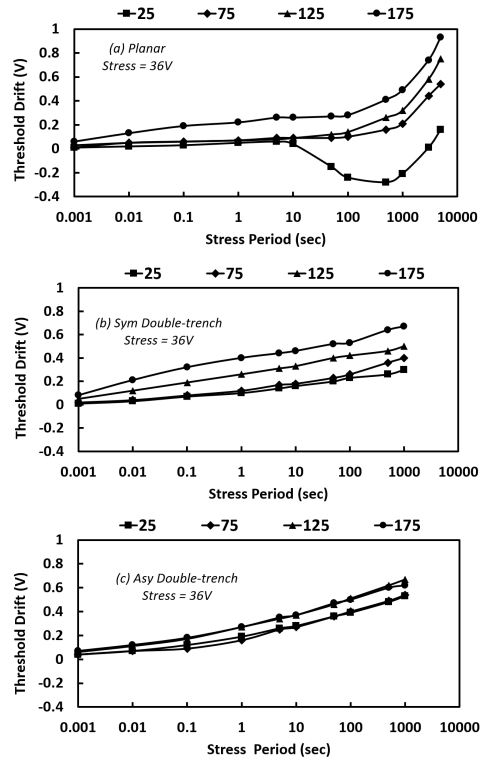 25 75 125 175
(a) Planar
Stress = 36V
Threshold Drift (V)
1
0.8
0.6
0.4
0.2
0
-0.2
-0.4
0.001 0.01 0.1 1 10 100 1000 10000
Stress Period (sec)
25 75 125 175
(b) Sym Double-trench
Stress = 36V
Threshold Drift (V)
1
0.8
0.6
0.4
0.2
0
-0.2
-0.4
0.001 0.01 0.1 1 10 100 1000 10000
Stress Period (sec)
25 75 125 175
(c) Asy Double-trench
Stress = 36V
Threshold Drift (V)
1
0.8
0.6
0.4
0.2
0
-0.2
-0.4
0.001 0.01 0.1 1 10 100 1000 10000
Stress Period (sec)